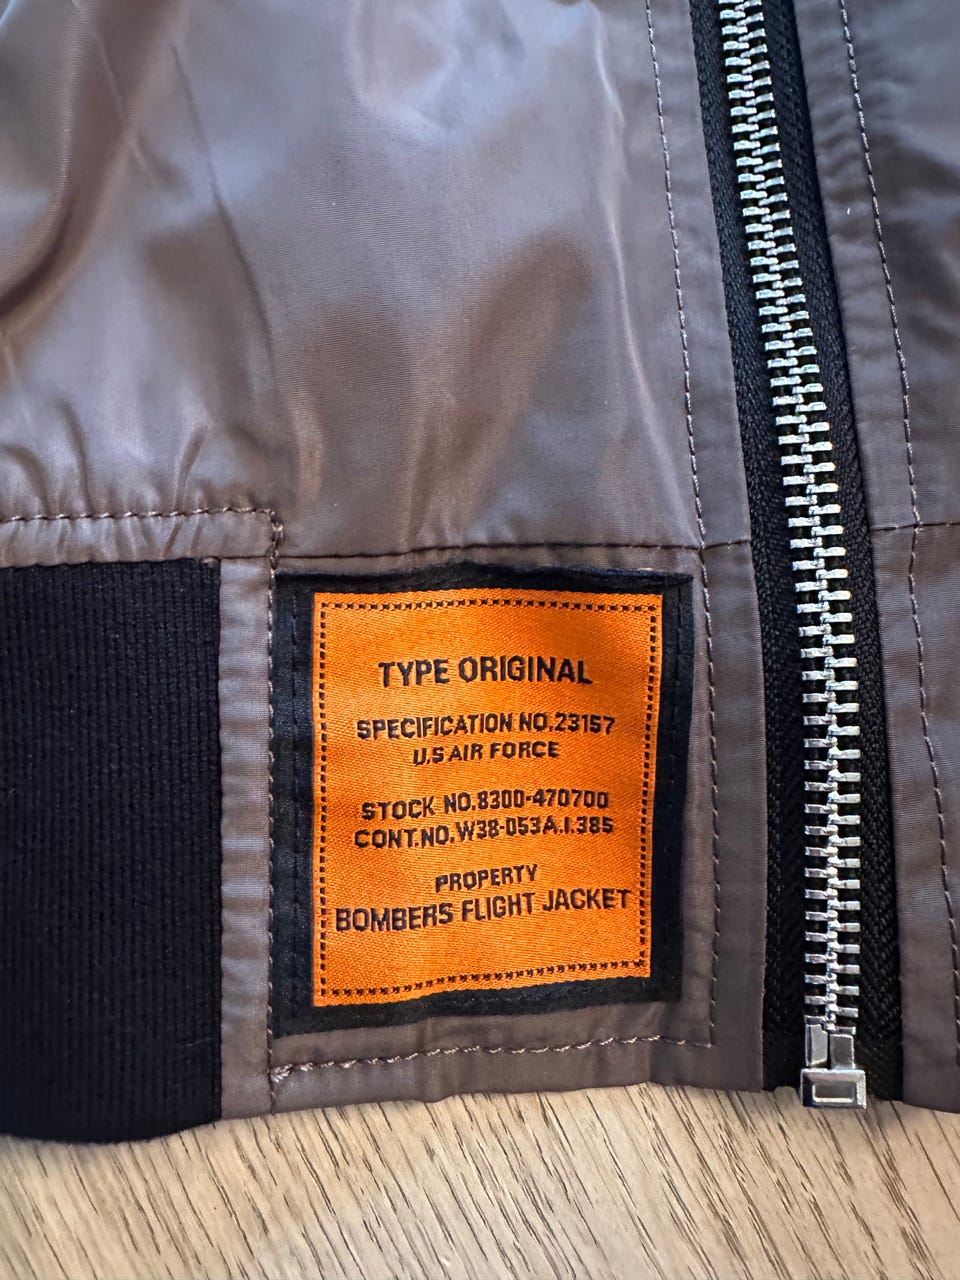 TYPE ORIGINAL
SPECIFICATION NO.23157
U.S AIR FORCE
STOCK NO.8300-470700
CONT.NO.W38-053A.I.385
PROPERTY
BOMBERS FLIGHT JACKET